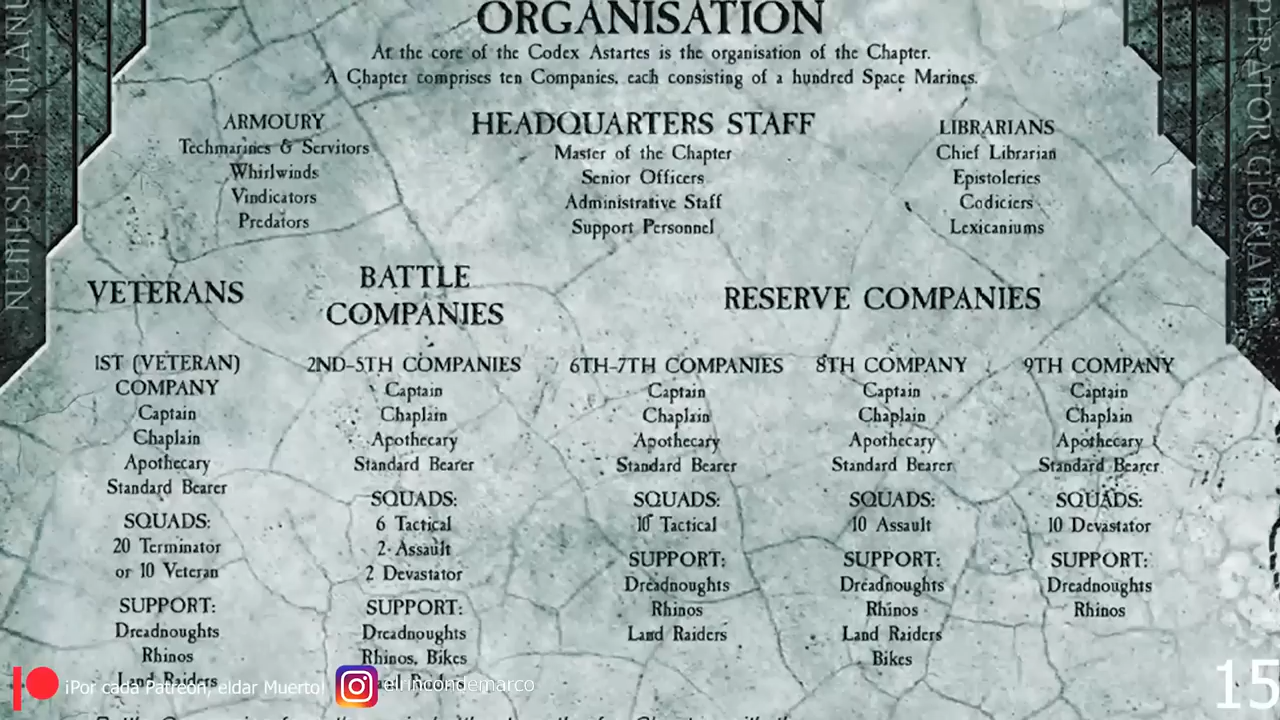 ORGANISATION
At the core of the Codex Astartes is the organisation of the Chapter.
A Chapter comprises ten Companies, each consisting of a hundred Space Marines.
ARMOURY
Techmarines & Servitors
Whirlwinds
Vindicators
Predators
HEADQUARTERS STAFF
Master of the Chapter
Senior Officers
Administrative Staff
Support Personnel
LIBRARIANS
Chief Librarian
Epistoleries
Codiciers
Lexicaniums
VETERANS
1ST (VETERAN)
COMPANY
Captain
Chaplain
Apothecary
Standard Bearer
SQUADS:
20 Terminator
or 10 Veteran
SUPPORT:
Dreadnoughts
Rhinos
Land Raiders
BATTLE
COMPANIES
2ND-5TH COMPANIES
Captain
Chaplain
Apothecary
Standard Bearer
SQUADS:
6 Tactical
2 Assault
2 Devastator
SUPPORT:
Dreadnoughts
Rhinos, Bikes
RESERVE COMPANIES
6TH-7TH COMPANIES
Captain
Chaplain
Apothecary
Standard Bearer
SQUADS:
10 Tactical
SUPPORT:
Dreadnoughts
Rhinos
Land Raiders
8TH COMPANY
Captain
Chaplain
Apothecary
Standard Bearer
SQUADS:
10 Assault
SUPPORT:
Dreadnoughts
Rhinos
Land Raiders
Bikes
9TH COMPANY
Captain
Chaplain
Apothecary
Standard Bearer
SQUADS:
10 Devastator
SUPPORT:
Dreadnoughts
Rhinos
¡Por cada Patreon, eldar Muerto!
elrincondemarco
15
NEMESIS HUMANU